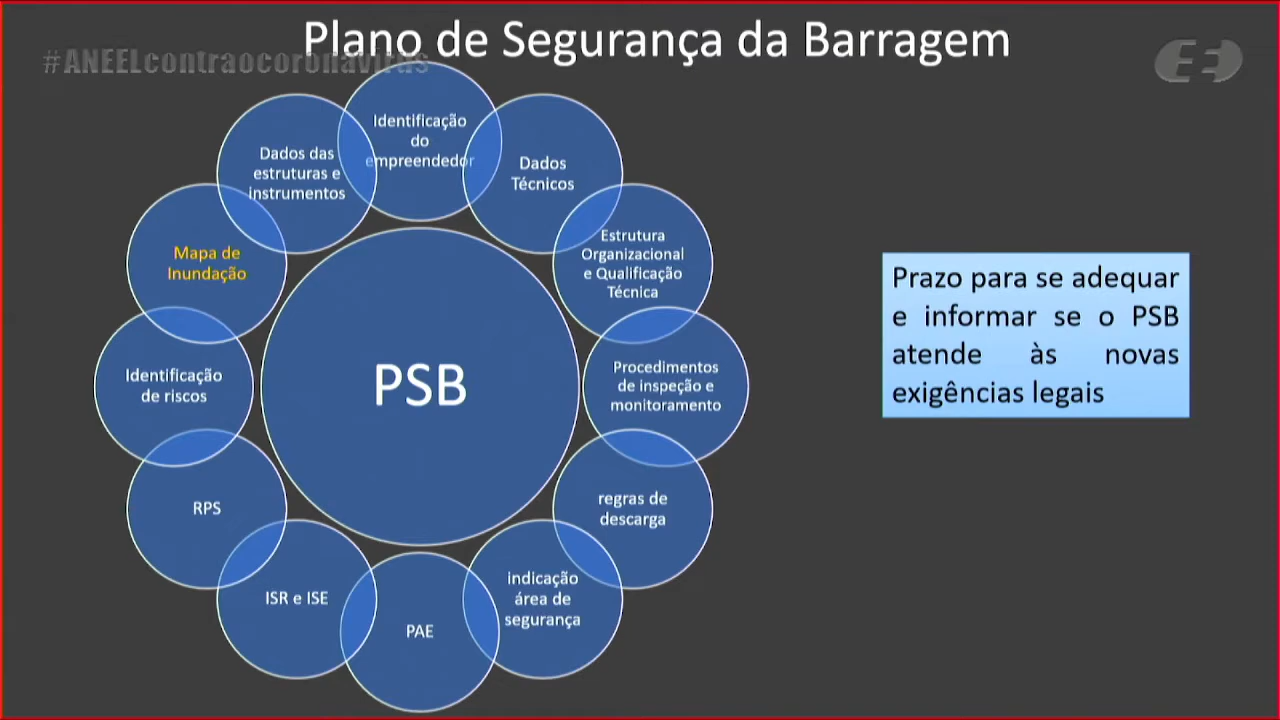 Plano de Segurança da Barragem
#ANEELcontraocoronavírus
Identificação
do
empreendedor
Dados
Técnicos
Estrutura
Organizacional
e Qualificação
Técnica
Procedimentos
de inspeção e
monitoramento
regras de
descarga
indicação
área de
segurança
PAE
ISR e ISE
RPS
Identificação
de riscos
Mapa de
Inundação
Dados das
estruturas e
instrumentos
PSB
Prazo para se adequar
e informar se o PSB
atende às novas
exigências legais